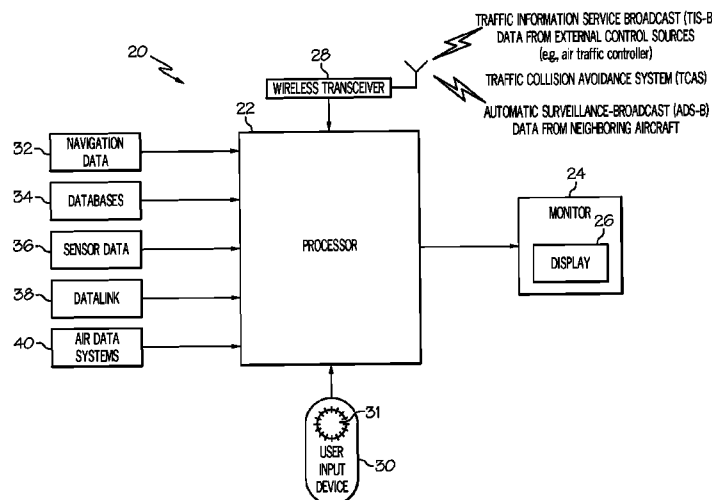 TRAFFIC INFORMATION SERVICE BROADCAST (TIS-B)
DATA FROM EXTERNAL CONTROL SOURCES
(e.g., air traffic controller)
TRAFFIC COLLISION AVOIDANCE SYSTEM (TCAS)
AUTOMATIC SURVEILLANCE-BROADCAST (ADS-B)
DATA FROM NEIGHBORING AIRCRAFT
20
28
WIRELESS TRANSCEIVER
22
PROCESSOR
32
NAVIGATION
DATA
34
DATABASES
36
SENSOR DATA
38
DATALINK
40
AIR DATA
SYSTEMS
24
MONITOR
26
DISPLAY
31
USER
INPUT
DEVICE
30